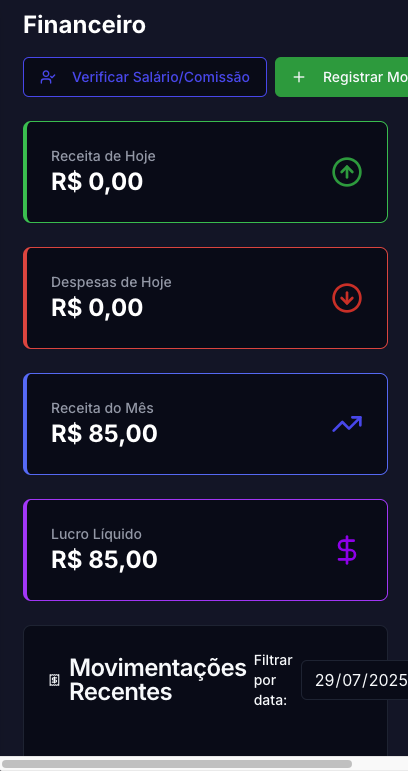 Financeiro
Verificar Salário/Comissão
Registrar Mo
Receita de Hoje
R$ 0,00
Despesas de Hoje
R$ 0,00
Receita do Mês
R$ 85,00
Lucro Líquido
R$ 85,00
Movimentações
Recentes
Filtrar
por
data:
29/07/2025